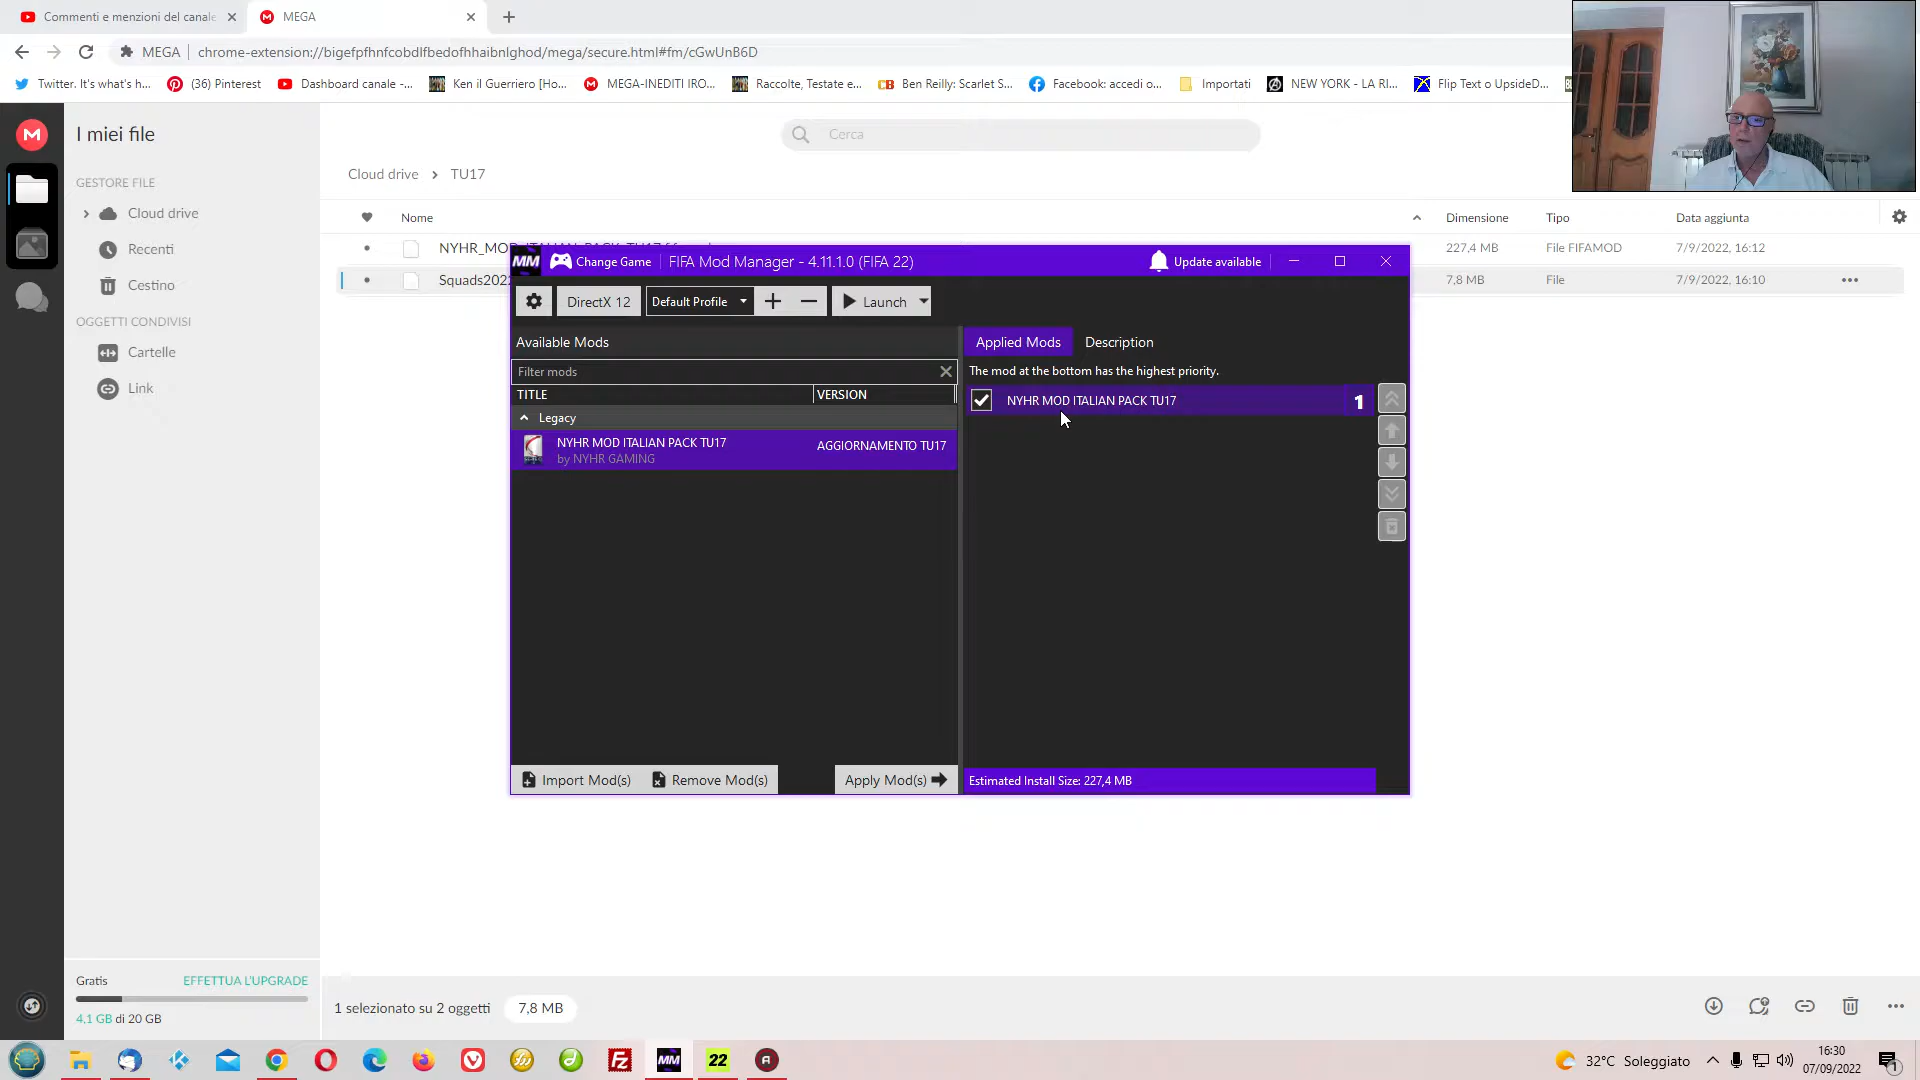 Commenti e menzioni del canale
MEGA
MEGA
chrome-extension://bigefpfhnfcobdlfbedofhhaibnlghod/mega/secure.html#fm/cGwUnB6D
Twitter. It's what's h...
(36) Pinterest
Dashboard canale -...
Ken il Guerriero [Ho...
MEGA-INEDITI IRO...
Raccolte, Testate e...
Ben Reilly: Scarlet S...
Facebook: accedi o...
Importati
NEW YORK - LA RI...
Flip Text o UpsideD...
I miei file
Cerca
GESTORE FILE
Cloud drive
Recenti
Cestino
OGGETTI CONDIVISI
Cartelle
Link
Cloud drive > TU17
Nome
Dimensione
Tipo
Data aggiunta
227,4 MB
File FIFAMOD
7/9/2022, 16:12
Squads202
7,8 MB
File
7/9/2022, 16:10
MM
Change Game
FIFA Mod Manager - 4.11.1.0 (FIFA 22)
Update available
DirectX 12
Default Profile
Launch
Available Mods
Filter mods
TITLE
VERSION
Legacy
NYHR MOD ITALIAN PACK TU17
by NYHR GAMING
AGGIORNAMENTO TU17
Applied Mods
Description
The mod at the bottom has the highest priority.
NYHR MOD ITALIAN PACK TU17
1
Import Mod(s)
Remove Mod(s)
Apply Mod(s)
Estimated Install Size: 227,4 MB
Gratis
EFFETTUA L'UPGRADE
4,1 GB di 20 GB
1 selezionato su 2 oggetti
7,8 MB
MM
22
32°C Soleggiato
16:30
07/09/2022
1